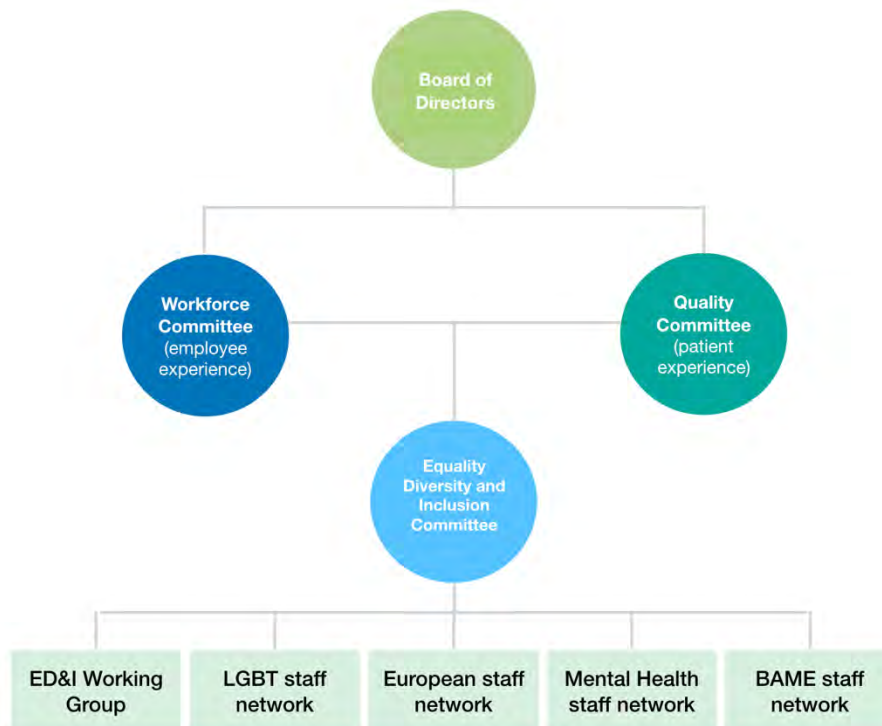 Board of
Directors
Workforce
Committee
(employee
experience)
Quality
Committee
(patient
experience)
Equality
Diversity and
Inclusion
Committee
ED&I Working
Group
LGBT staff
network
European staff
network
Mental Health
staff network
BAME staff
network